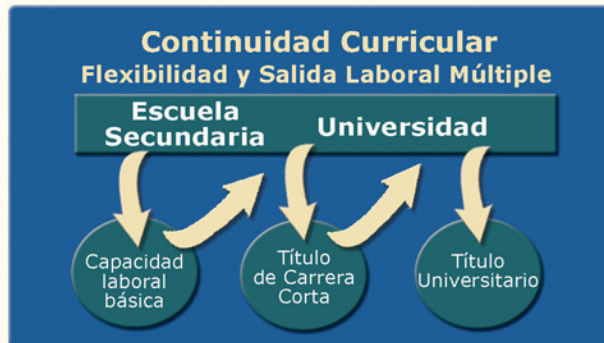 Continuidad Curricular
Flexibilidad y Salida Laboral Múltiple
Escuela
Secundaria
Universidad
Capacidad
laboral
básica
Título
de Carrera
Corta
Título
Universitario